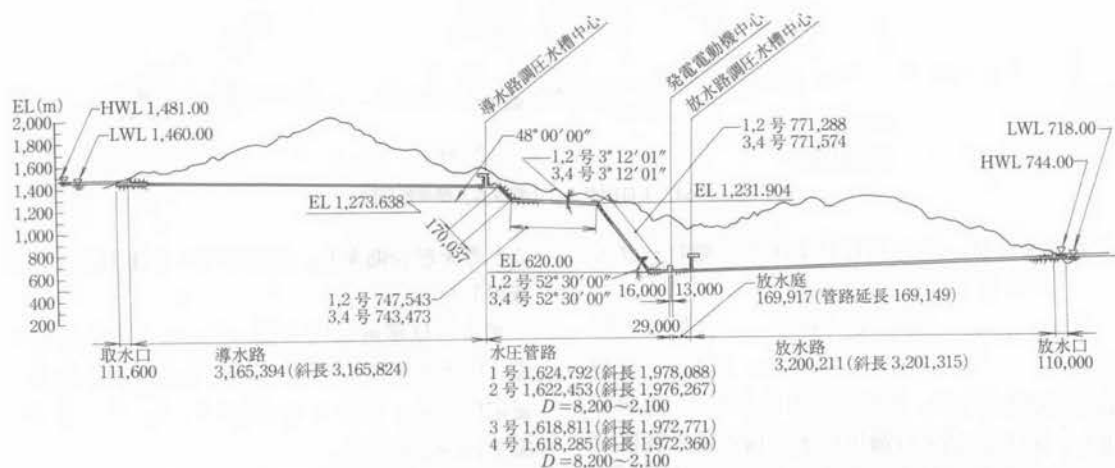 導水路調圧水槽中心
発電電動機中心
放水路調圧水槽中心
EL(m)
HWL 1,481.00
LWL 1,460.00
2,000
1,800
1,600
1,400
1,200
1,000
800
600
400
200
48°00′00″
1,2号 3°12′01″
3,4号 3°12′01″
1,2号 771,288
3,4号 771,574
LWL 718.00
HWL 744.00
EL 1,273.638
EL 1,231.904
170,037
EL 620.00
1,2号 52°30′00″
3,4号 52°30′00″
1,2号 747,543
3,4号 743,473
16,000
13,000
29,000
放水庭
169,917(管路延長 169,149)
取水口
111,600
導水路
3,165,394(斜長 3,165,824)
水圧管路
1号 1,624,792(斜長 1,978,088)
2号 1,622,453(斜長 1,976,267)
D=8,200~2,100
3号 1,618,811(斜長 1,972,771)
4号 1,618,285(斜長 1,972,360)
D=8,200~2,100
放水路
3,200,211(斜長 3,201,315)
放水口
110,000